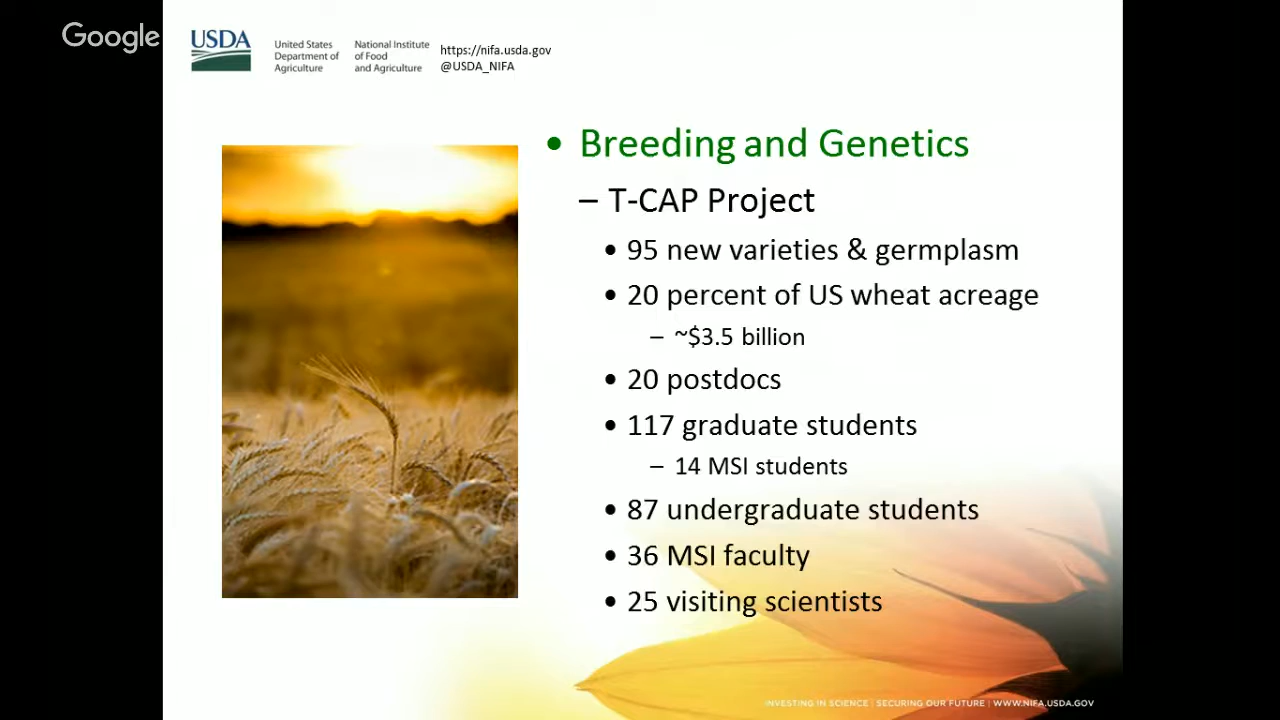 Google
USDA
United States
Department of
Agriculture
National Institute
of Food
and Agriculture
https://nifa.usda.gov
@USDA_NIFA
• Breeding and Genetics
– T-CAP Project
• 95 new varieties & germplasm
• 20 percent of US wheat acreage
– ~$3.5 billion
• 20 postdocs
• 117 graduate students
– 14 MSI students
• 87 undergraduate students
• 36 MSI faculty
• 25 visiting scientists
INVESTING IN SCIENCE | SECURING OUR FUTURE | WWW.NIFA.USDA.GOV